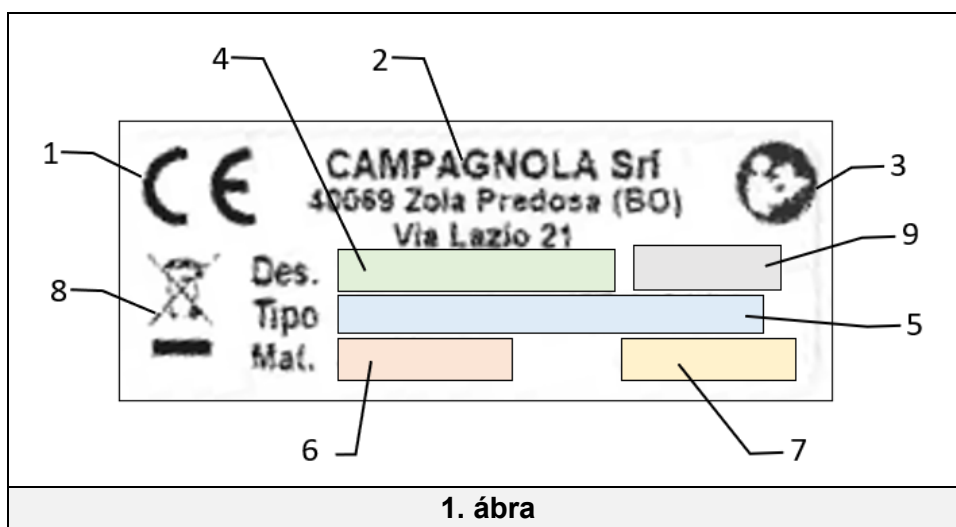 4
2
1
CE
CAMPAGNOLA Srl
40069 Zola Predosa (BO)
Via Lazio 21
3
9
8
Des.
Tipo
5
Mat.
6
7
1. ábra